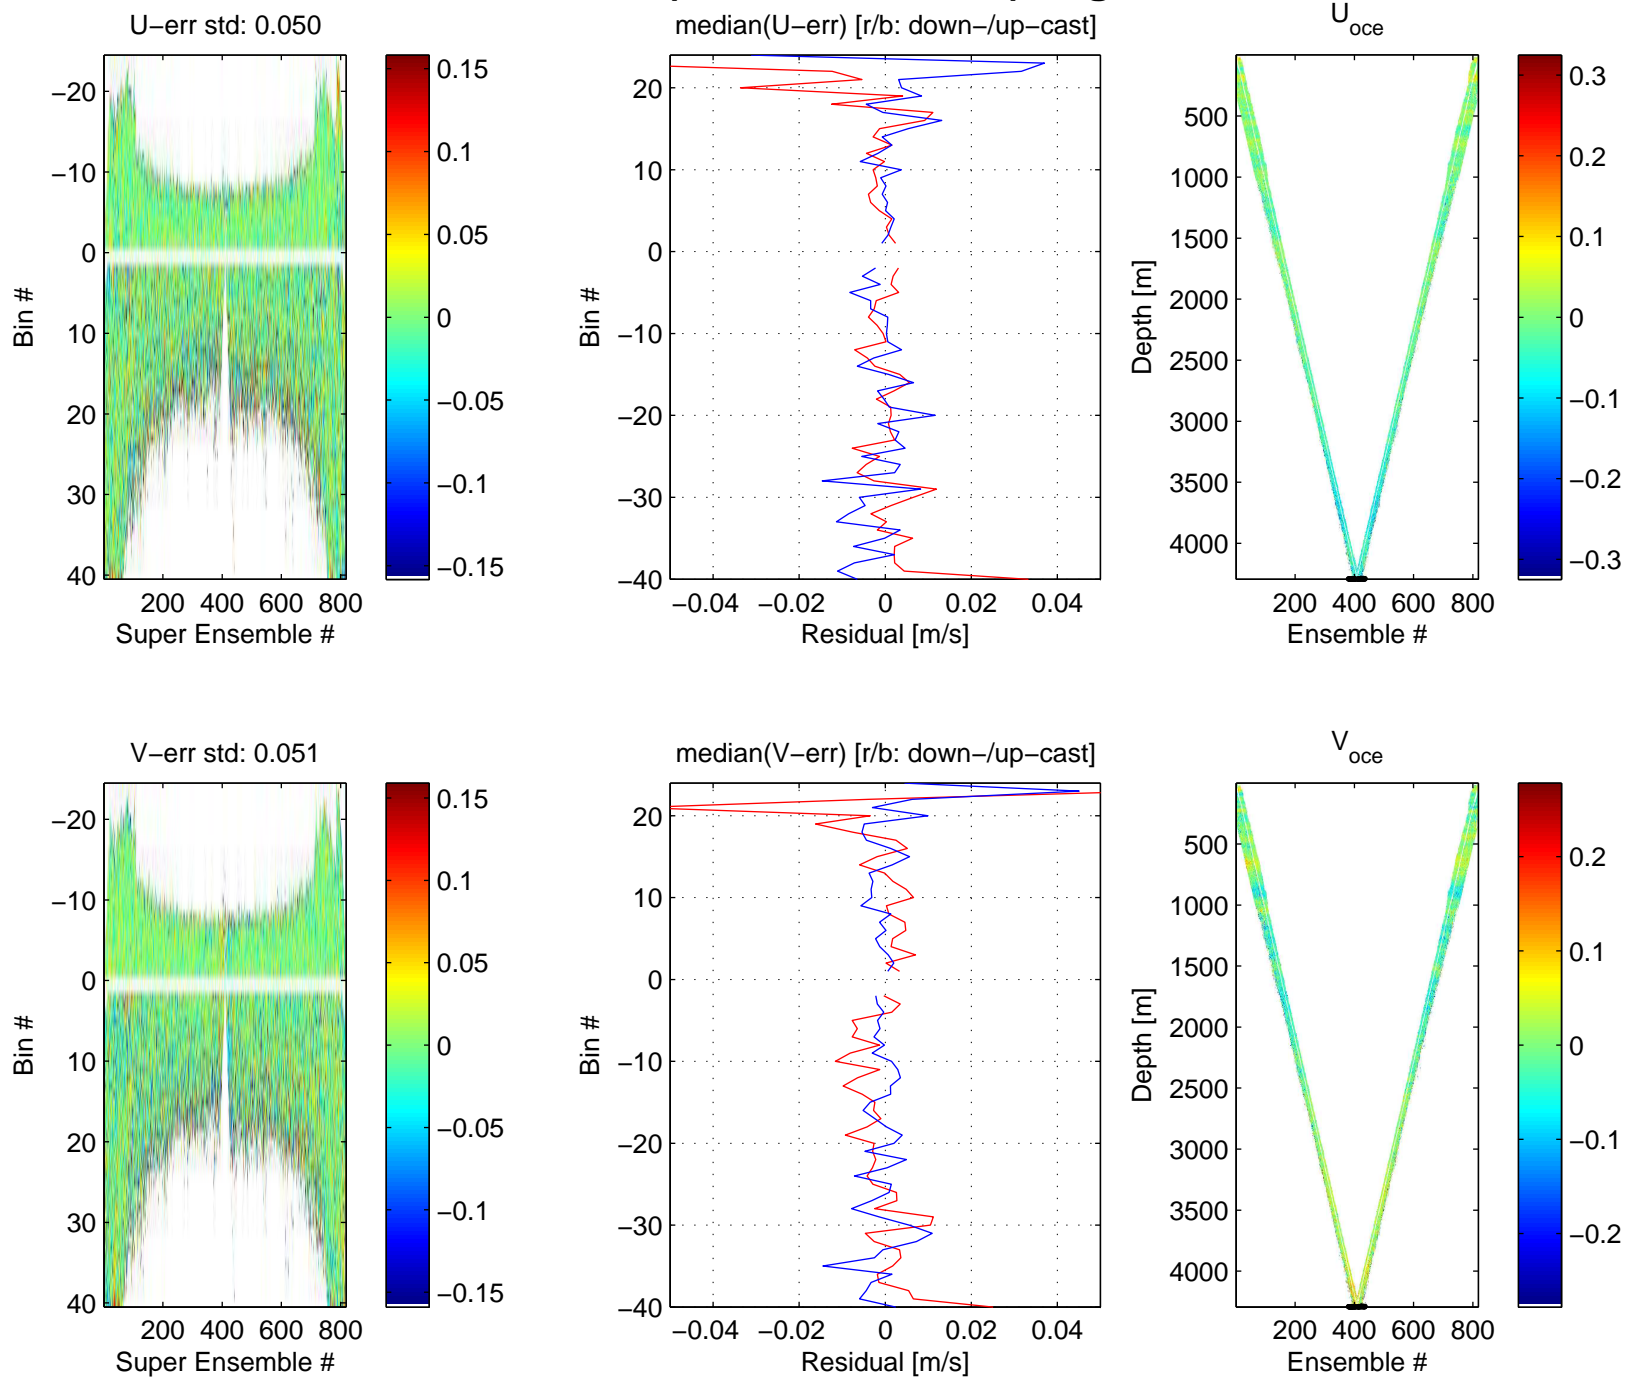 U−err std: 0.050
median(U−err) [r/b: down−/up−cast]
U
oce
−20
−10
0
10
20
30
40
Bin #
200 400 600 800
Super Ensemble #
0.15
0.1
0.05
0
−0.05
−0.1
−0.15
20
10
0
−10
−20
−30
−40
Bin #
−0.04 −0.02 0 0.02 0.04
Residual [m/s]
500
1000
1500
2000
2500
3000
3500
4000
Depth [m]
200 400 600 800
Ensemble #
0.3
0.2
0.1
0
−0.1
−0.2
−0.3
V−err std: 0.051
median(V−err) [r/b: down−/up−cast]
V
oce
−20
−10
0
10
20
30
40
Bin #
200 400 600 800
Super Ensemble #
0.15
0.1
0.05
0
−0.05
−0.1
−0.15
20
10
0
−10
−20
−30
−40
Bin #
−0.04 −0.02 0 0.02 0.04
Residual [m/s]
500
1000
1500
2000
2500
3000
3500
4000
Depth [m]
200 400 600 800
Ensemble #
0.2
0.1
0
−0.1
−0.2